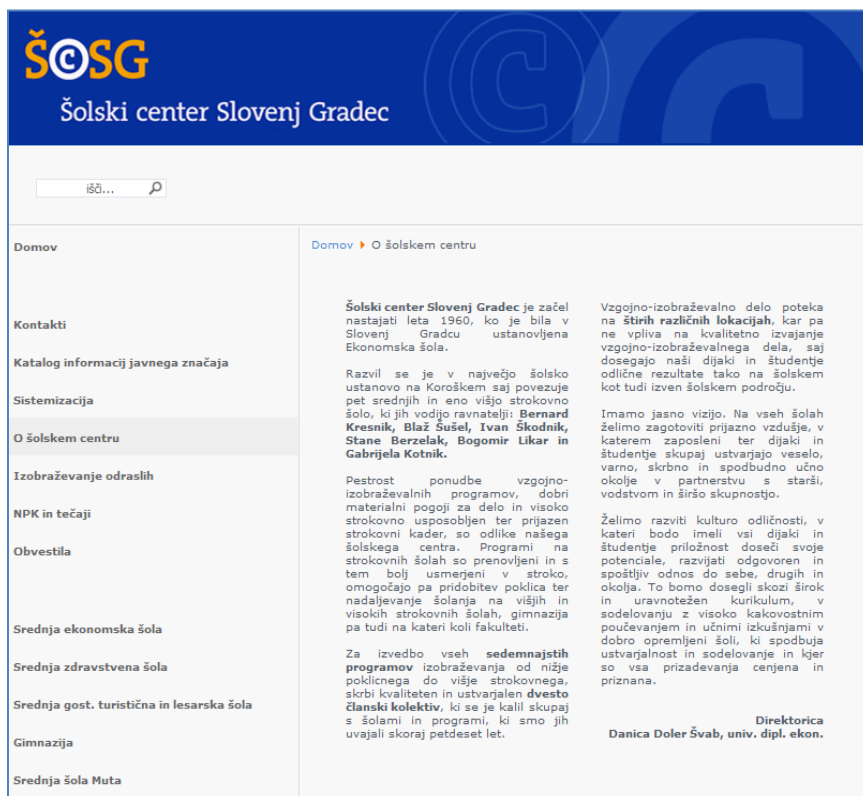 ŠCSG
Šolski center Slovenj Gradec
išči...
Domov
Kontakti
Katalog informacij javnega značaja
Sistemizacija
O šolskem centru
Izobraževanje odraslih
NPK in tečaji
Obvestila
Srednja ekonomska šola
Srednja zdravstvena šola
Srednja gost. turistična in lesarska šola
Gimnazija
Srednja šola Muta
Domov O šolskem centru
Šolski center Slovenj Gradec je začel
nastajati leta 1960, ko je bila v
Slovenj Gradcu ustanovljena
Ekonomska šola.
Razvil se je v največjo šolsko
ustanovo na Koroškem saj povezuje
pet srednjih in eno višjo strokovno
šolo, ki jih vodijo ravnatelji: Bernard
Kresnik, Blaž Šušel, Ivan Škodnik,
Stane Berzelak, Bogomir Likar in
Gabrijela Kotnik.
Pestrost ponudbe vzgojno-
izobraževalnih programov, dobri
materialni pogoji za delo in visoko
strokovno usposobljen ter prijazen
strokovni kader, so odlike našega
šolskega centra. Programi na
strokovnih šolah so prenovljeni in s
tem bolj usmerjeni v stroko,
omogočajo pa pridobitev poklica ter
nadaljevanje šolanja na višjih in
visokih strokovnih šolah, gimnazija
pa tudi na kateri koli fakulteti.
Za izvedbo vseh sedemnajstih
programov izobraževanja od nižje
poklicnega do višje strokovnega,
skrbi kvaliteten in ustvarjalen dvesto
članski kolektiv, ki se je kalil skupaj
s šolami in programi, ki smo jih
uvajali skoraj petdeset let.
Vzgojno-izobraževalno delo poteka
na štirih različnih lokacijah, kar pa
ne vpliva na kvalitetno izvajanje
vzgojno-izobraževalnega dela, saj
dosegajo naši dijaki in študentje
odlične rezultate tako na šolskem
kot tudi izven šolskem področju.
Imamo jasno vizijo. Na vseh šolah
želimo zagotoviti prijazno vzdušje, v
katerem zaposleni ter dijaki in
študentje skupaj ustvarjajo veselo,
varno, skrbno in spodbudno učno
okolje v partnerstvu s starši,
vodstvom in širšo skupnostjo.
Želimo razviti kulturo odličnosti, v
kateri bodo imeli vsi dijaki in
študentje priložnost doseči svoje
potenciale, razvijati odgovoren in
spoštljiv odnos do sebe, drugih in
okolja. To bomo dosegli skozi širok
in uravnotežen kurikulum, v
sodelovanju z visoko kakovostnim
poučevanjem in učnimi izkušnjami v
dobro opremljeni šoli, ki spodbuja
ustvarjalnost in sodelovanje in kjer
so vsa prizadevanja cenjena in
priznana.
Direktorica
Danica Doler Švab, univ. dipl. ekon.